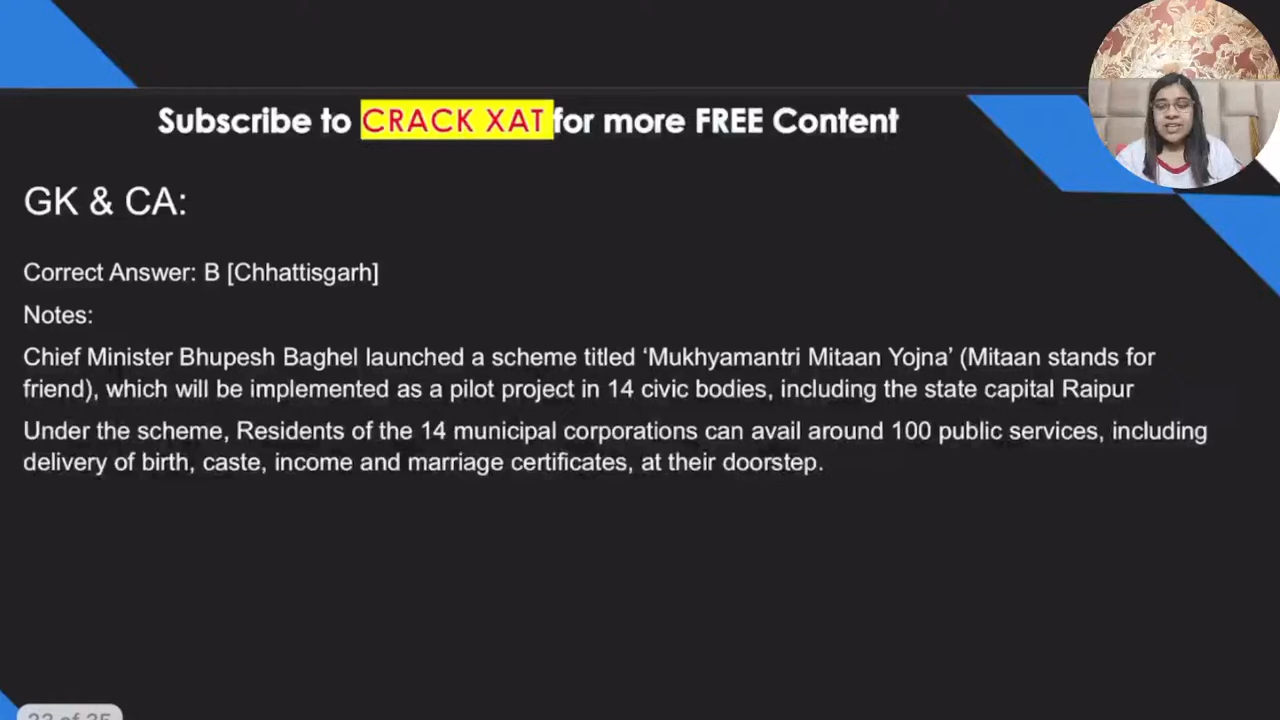 Subscribe to CRACK XAT for more FREE Content
GK & CA:
Correct Answer: B [Chhattisgarh]
Notes:
Chief Minister Bhupesh Baghel launched a scheme titled ‘Mukhyamantri Mitaan Yojna’ (Mitaan stands for
friend), which will be implemented as a pilot project in 14 civic bodies, including the state capital Raipur
Under the scheme, Residents of the 14 municipal corporations can avail around 100 public services, including
delivery of birth, caste, income and marriage certificates, at their doorstep.